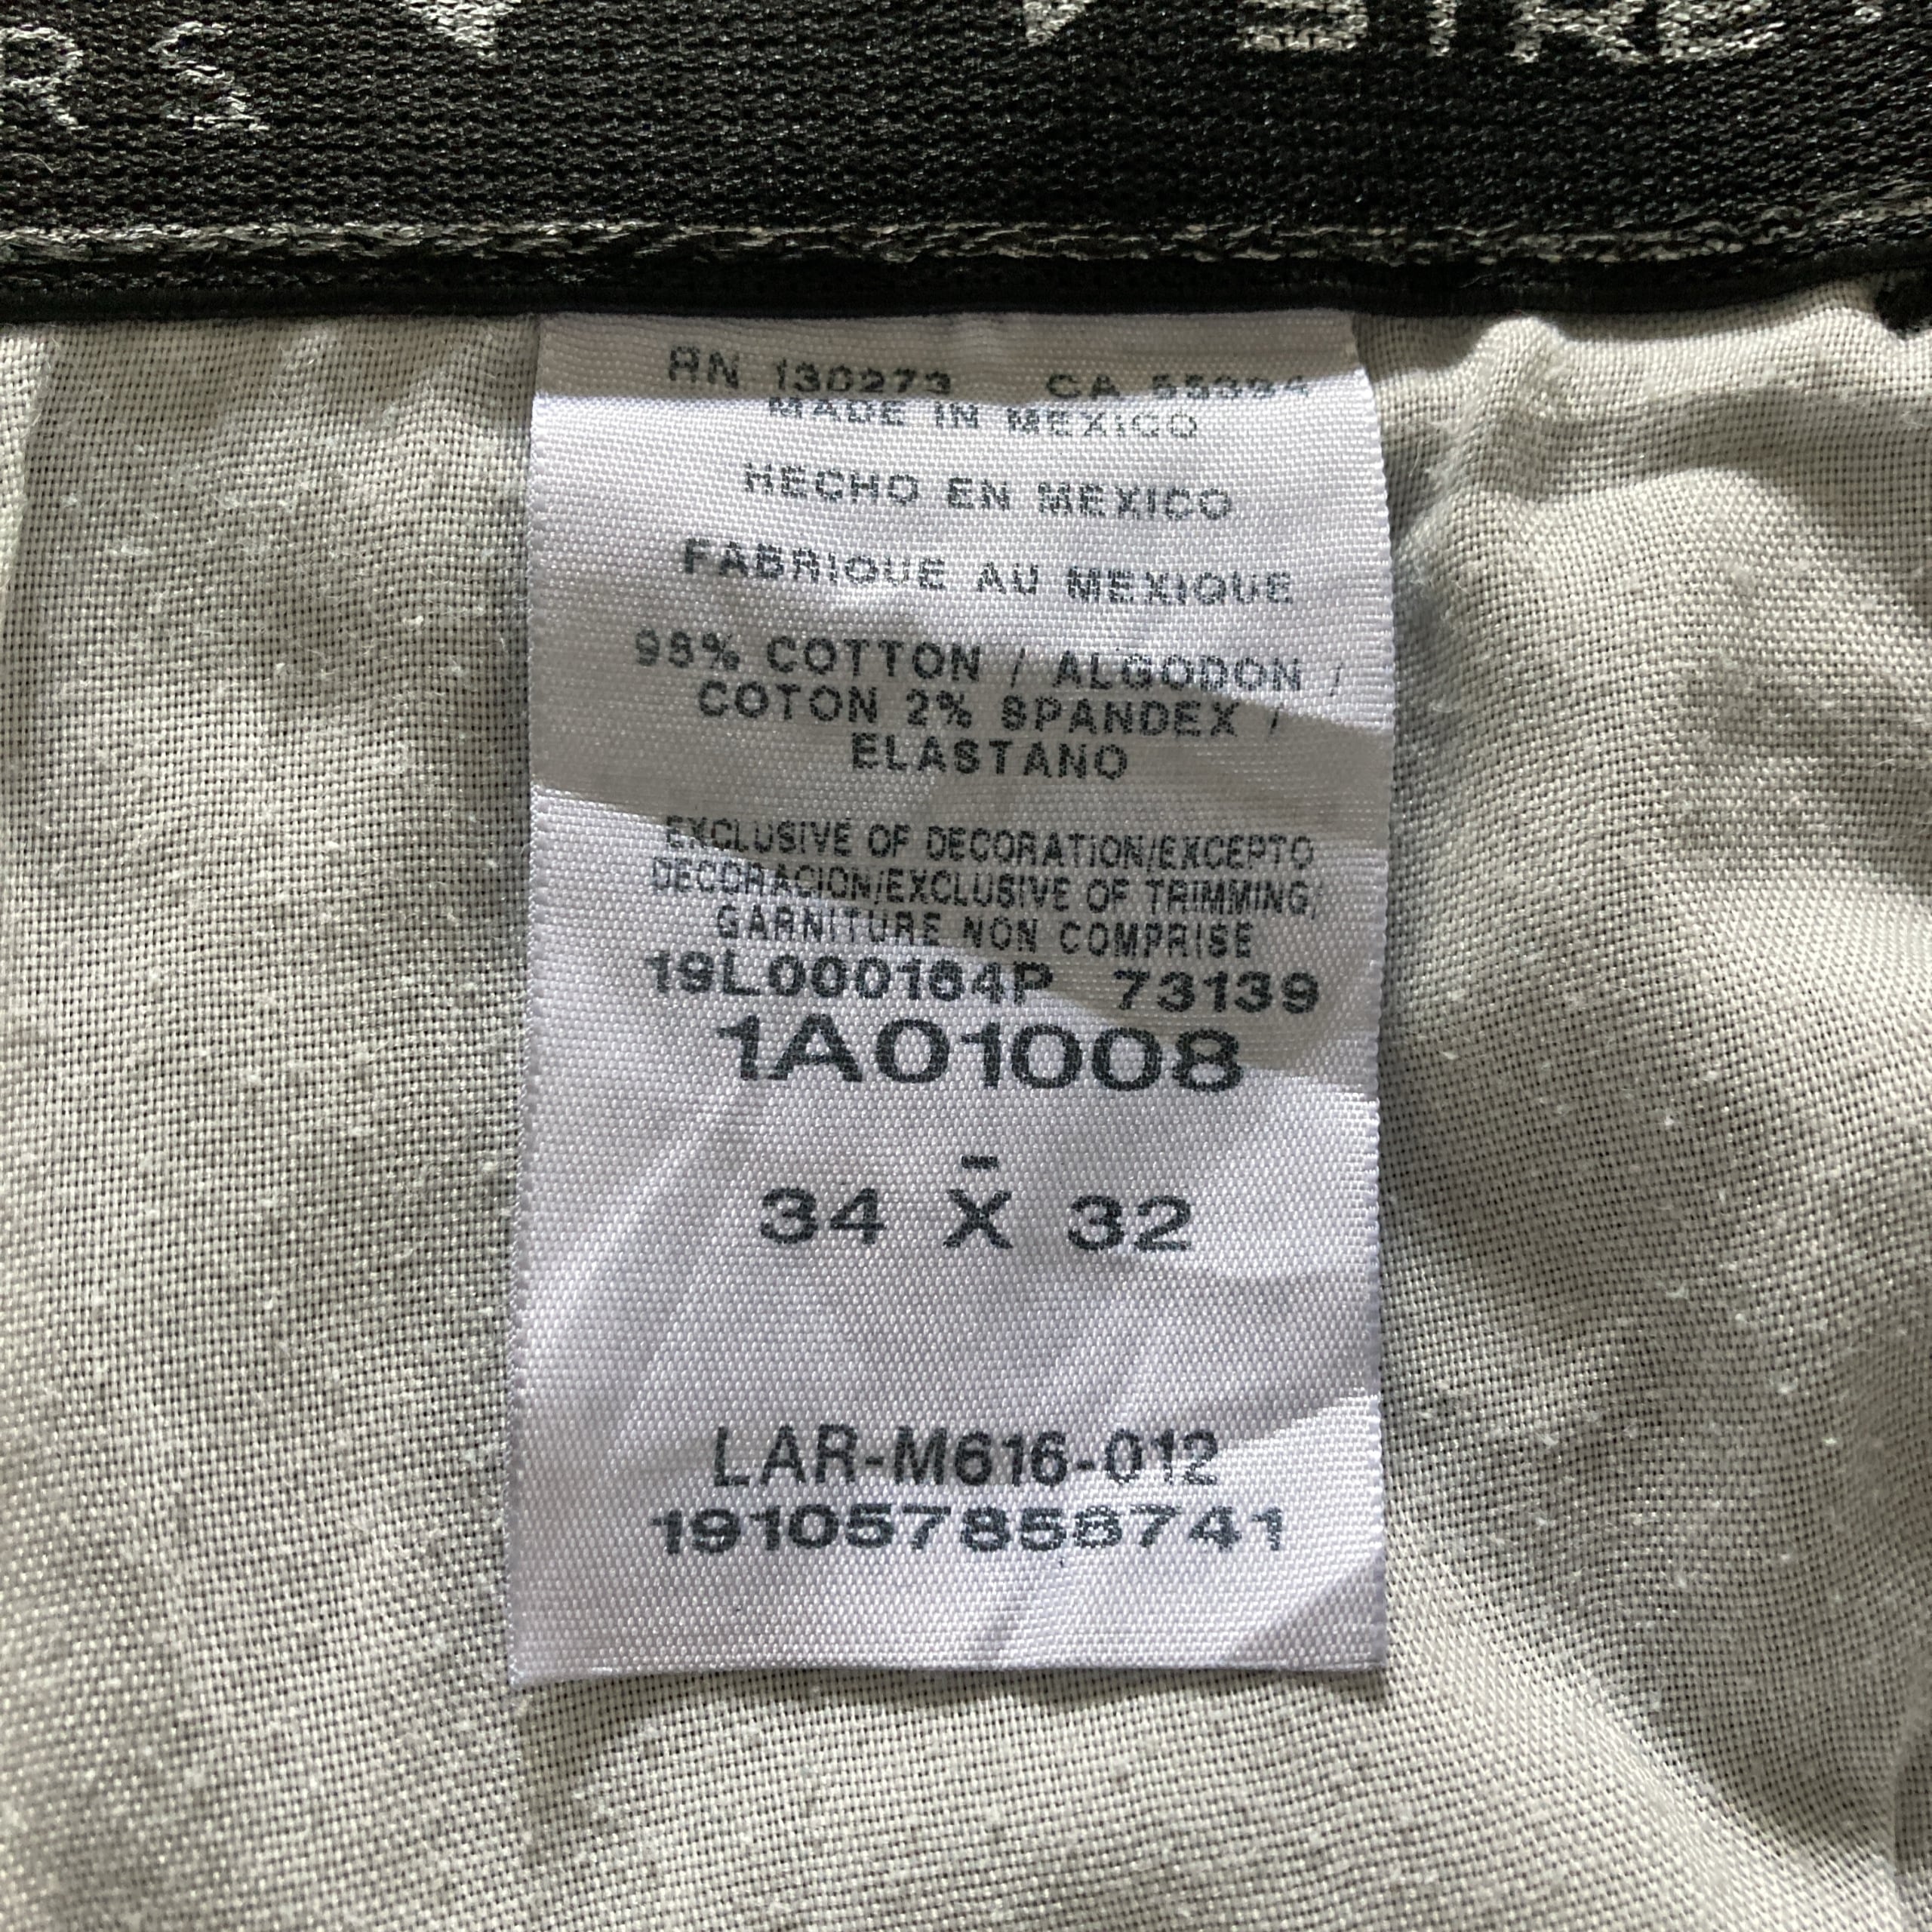 RS
RN 130273 CA 55394
MADE IN MEXICO
HECHO EN MEXICO
FABRIQUE AU MEXIQUE
98% COTTON / ALGODON /
COTON 2% SPANDEX /
ELASTANO
EXCLUSIVE OF DECORATION/EXCEPTO
DECORACION/EXCLUSIVE OF TRIMMING/
GARNITURE NON COMPRISE
19L000164P 73139
1A01008
-
34 X 32
LAR-M616-012
191057858741